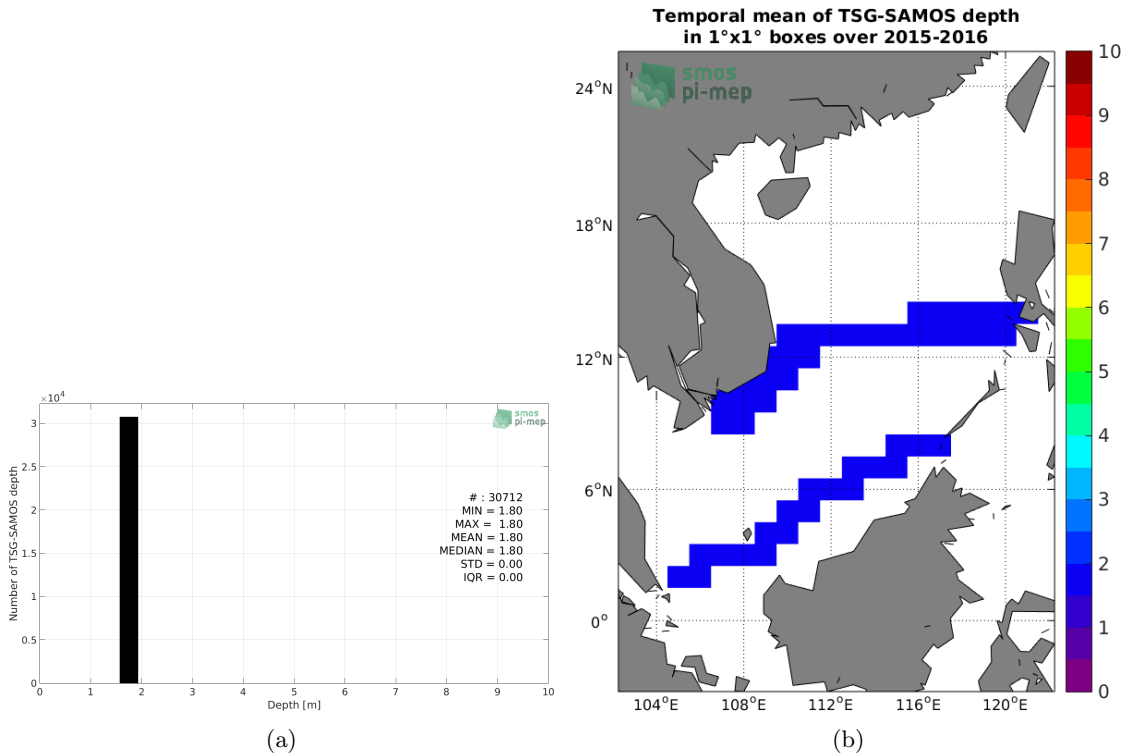 ×10⁴
3
2.5
2
1.5
1
0.5
0
0 1 2 3 4 5 6 7 8 9 10
Depth [m]
Number of TSG-SAMOS depth
smos
pi-mep
# : 30712
MIN = 1.80
MAX = 1.80
MEAN = 1.80
MEDIAN = 1.80
STD = 0.00
IQR = 0.00
(a)
Temporal mean of TSG-SAMOS depth
in 1°x1° boxes over 2015-2016
smos
pi-mep
24°N
18°N
12°N
6°N
0°
104°E 108°E 112°E 116°E 120°E
10
9
8
7
6
5
4
3
2
1
0
(b)